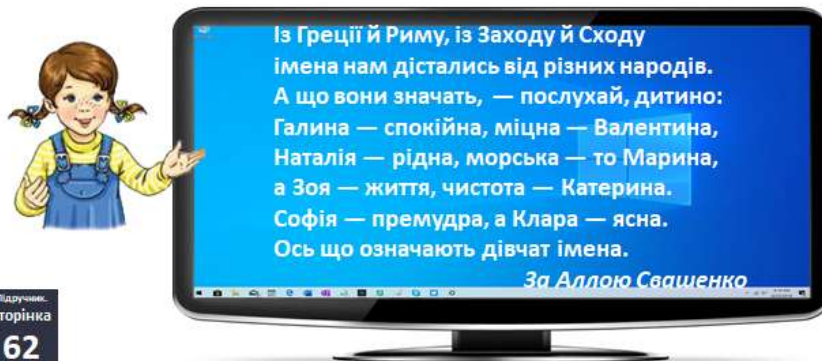 Із Греції й Риму, із Заходу й Сходу
імена нам дістались від різних народів.
А що вони значать, — послухай, дитино:
Галина — спокійна, міцна — Валентина,
Наталія — рідна, морська — то Марина,
а Зоя — життя, чистота — Катерина.
Софія — премудра, а Клара — ясна.
Ось що означають дівчат імена.
За Аллою Свашенко
Підручник.
сторінка
62